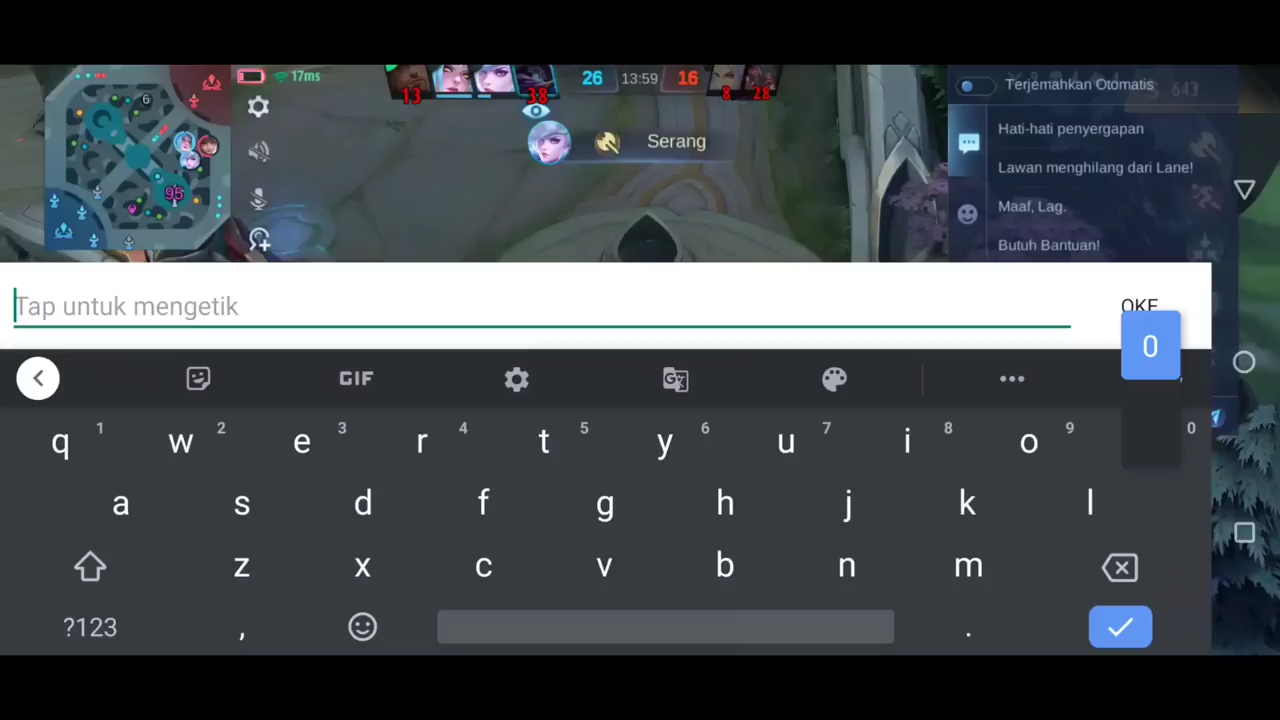 17ms
6
95
13
38
26 13:59 16
8
28
643
Serang
Terjemahkan Otomatis
Hati-hati penyergapan
Lawan menghilang dari Lane!
Maaf, Lag.
Butuh Bantuan!
Tap untuk mengetik
OKE
0
GIF
q 1 w 2 e 3 r 4 t 5 y 6 u 7 i 8 o 9 0
a s d f g h j k l
z x c v b n m
?123 , .